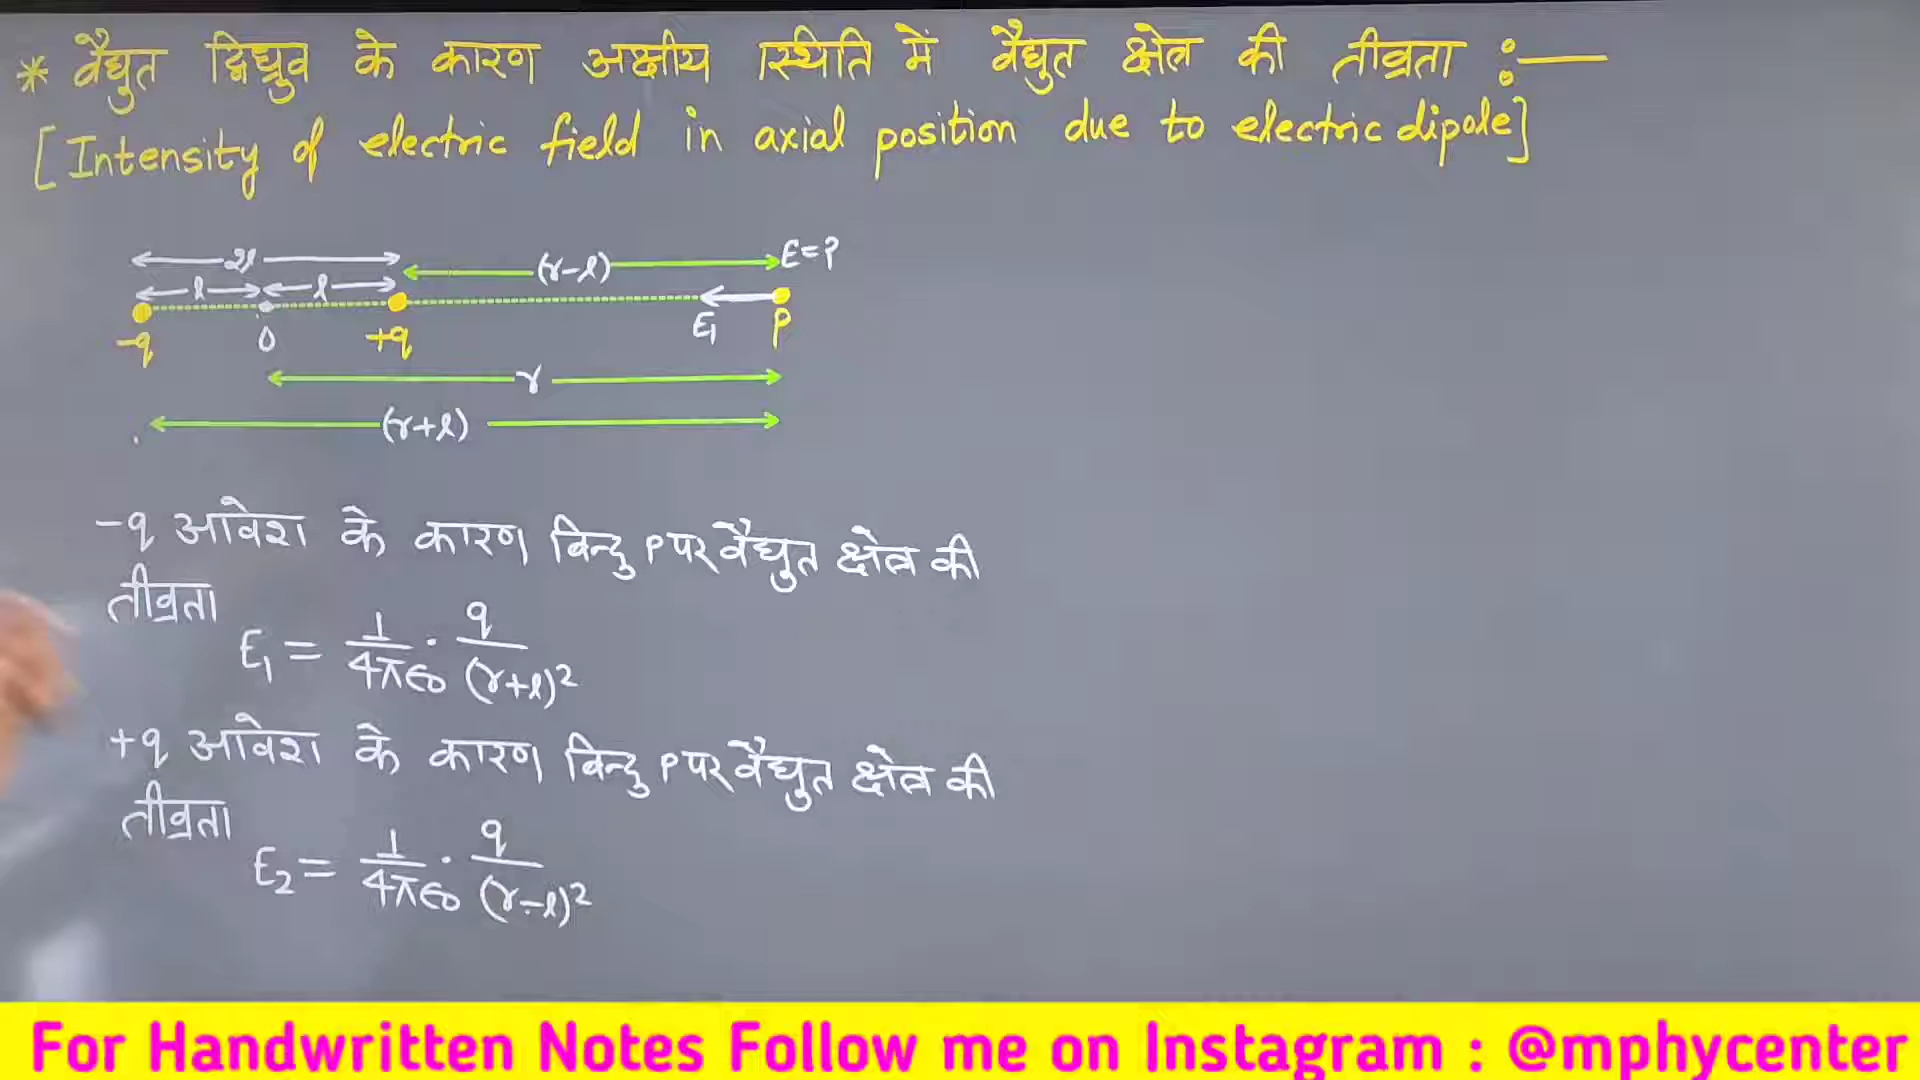 * वैद्युत द्विध्रुव के कारण अक्षीय स्थिति में वैद्युत क्षेत्र की तीव्रता :—
[Intensity of electric field in axial position due to electric dipole]
2l
(r-l)
E=?
l
l
-q
O
+q
E₁
P
r
(r+l)
-q आवेश के कारण बिन्दु P पर वैद्युत क्षेत्र की
तीव्रता
E₁ = 1/4πϵ₀ · q/(r+l)²
+q आवेश के कारण बिन्दु P पर वैद्युत क्षेत्र की
तीव्रता
E₂ = 1/4πϵ₀ · q/(r-l)²
For Handwritten Notes Follow me on Instagram : @mphycenter